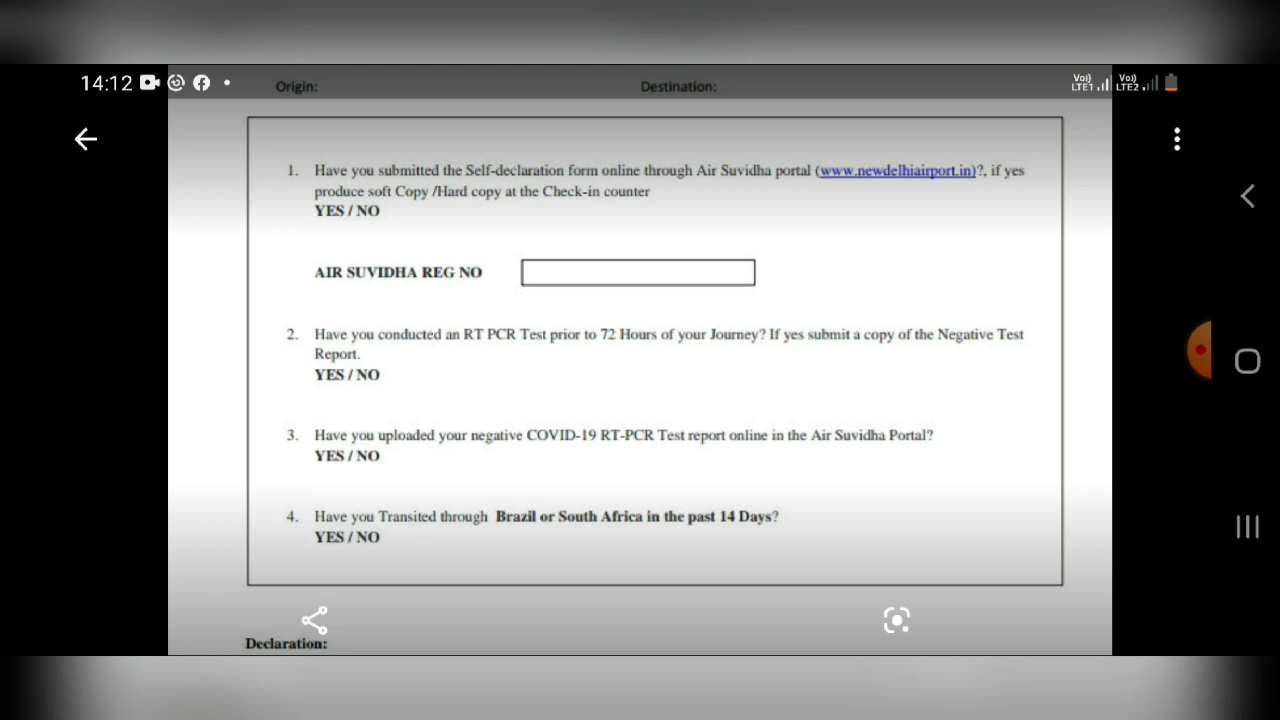 14:12
Vo)) LTE1 Vo)) LTE2
Origin: Destination:
1. Have you submitted the Self-declaration form online through Air Suvidha portal (www.newdelhiairport.in)?, if yes
produce soft Copy /Hard copy at the Check-in counter
YES / NO
AIR SUVIDHA REG NO
2. Have you conducted an RT PCR Test prior to 72 Hours of your Journey? If yes submit a copy of the Negative Test
Report.
YES / NO
3. Have you uploaded your negative COVID-19 RT-PCR Test report online in the Air Suvidha Portal?
YES / NO
4. Have you Transited through Brazil or South Africa in the past 14 Days?
YES / NO
Declaration: